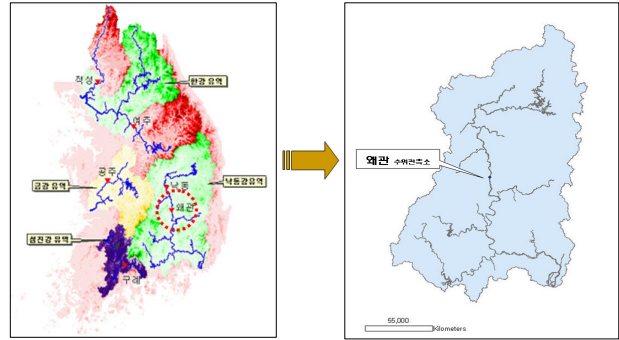 적성
한강 유역
여주
공주
금강 유역
낙동
낙동강유역
왜관
섬진강 유역
구례
왜관 수위관측소
55,000
Kilometers